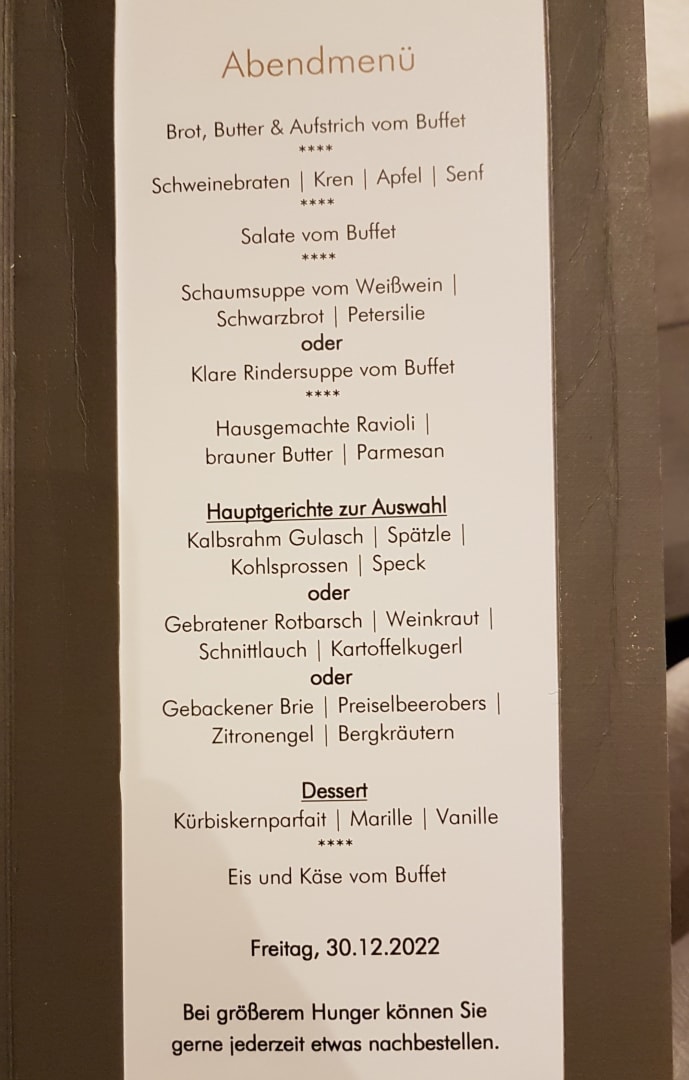 Abendmenü
Brot, Butter & Aufstrich vom Buffet
****
Schweinebraten | Kren | Apfel | Senf
****
Salate vom Buffet
****
Schaumsuppe vom Weißwein |
Schwarzbrot | Petersilie
oder
Klare Rindersuppe vom Buffet
****
Hausgemachte Ravioli |
brauner Butter | Parmesan
Hauptgerichte zur Auswahl
Kalbsrahm Gulasch | Spätzle |
Kohlsprossen | Speck
oder
Gebratener Rotbarsch | Weinkraut |
Schnittlauch | Kartoffelkugerl
oder
Gebackener Brie | Preiselbeerobers |
Zitronengel | Bergkräutern
Dessert
Kürbiskernparfait | Marille | Vanille
****
Eis und Käse vom Buffet
Freitag, 30.12.2022
Bei größerem Hunger können Sie
gerne jederzeit etwas nachbestellen.